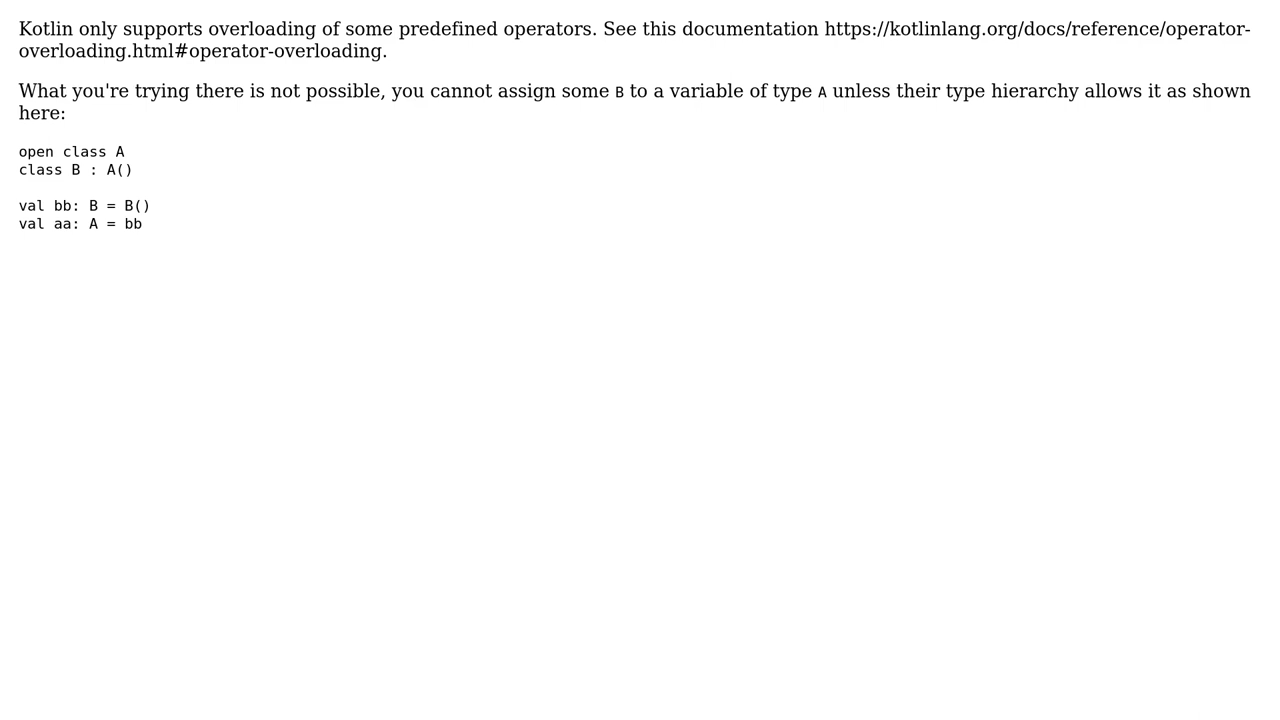 Kotlin only supports overloading of some predefined operators. See this documentation https://kotlinlang.org/docs/reference/operator-
overloading.html#operator-overloading.
What you're trying there is not possible, you cannot assign some B to a variable of type A unless their type hierarchy allows it as shown
here:
open class A
class B : A()
val bb: B = B()
val aa: A = bb